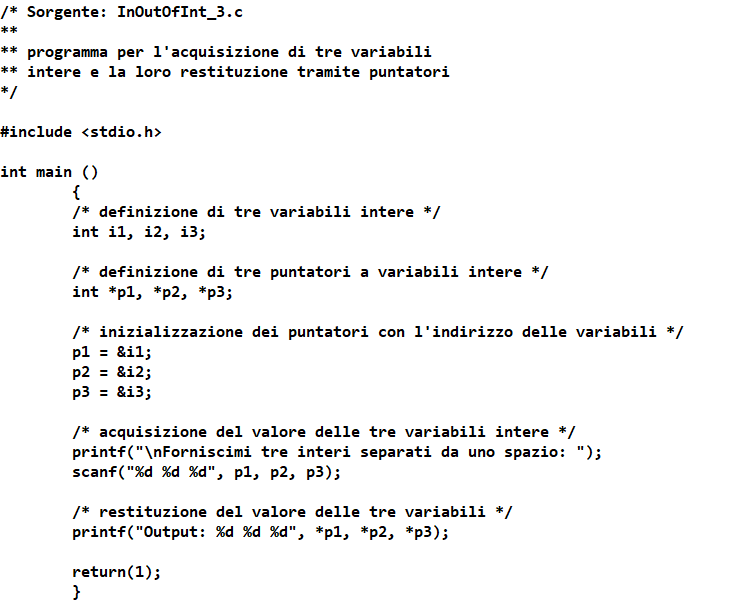 /* Sorgente: InOutOfInt_3.c
**
** programma per l'acquisizione di tre variabili
** intere e la loro restituzione tramite puntatori
*/
#include <stdio.h>
int main ()
{
/* definizione di tre variabili intere */
int i1, i2, i3;
/* definizione di tre puntatori a variabili intere */
int *p1, *p2, *p3;
/* inizializzazione dei puntatori con l'indirizzo delle variabili */
p1 = &i1;
p2 = &i2;
p3 = &i3;
/* acquisizione del valore delle tre variabili intere */
printf("\nForniscimi tre interi separati da uno spazio: ");
scanf("%d %d %d", p1, p2, p3);
/* restituzione del valore delle tre variabili */
printf("Output: %d %d %d", *p1, *p2, *p3);
return(1);
}